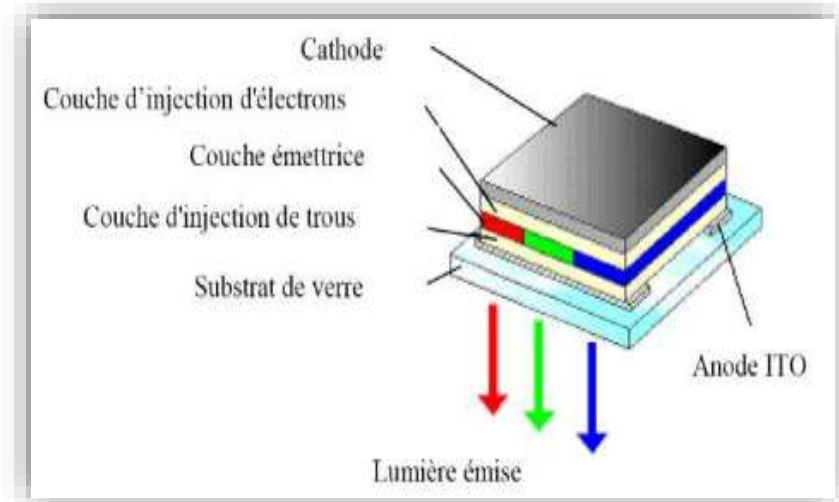 Cathode
Couche d’injection d'électrons
Couche émettrice
Couche d'injection de trous
Substrat de verre
Anode ITO
Lumière émise